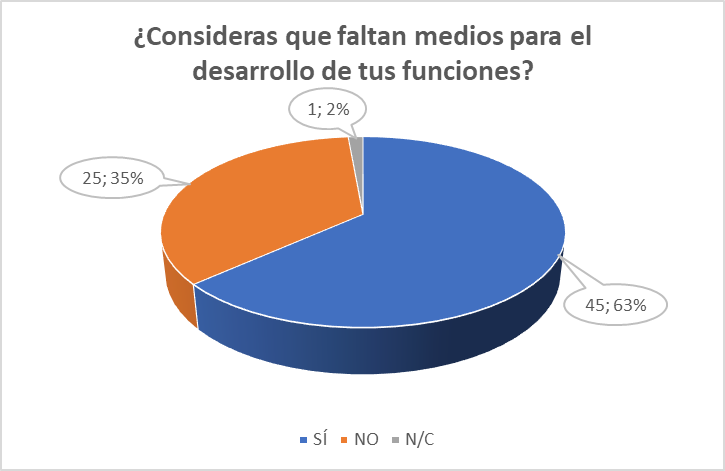 ¿Consideras que faltan medios para el
desarrollo de tus funciones?
1; 2%
25; 35%
45; 63%
SÍ NO N/C